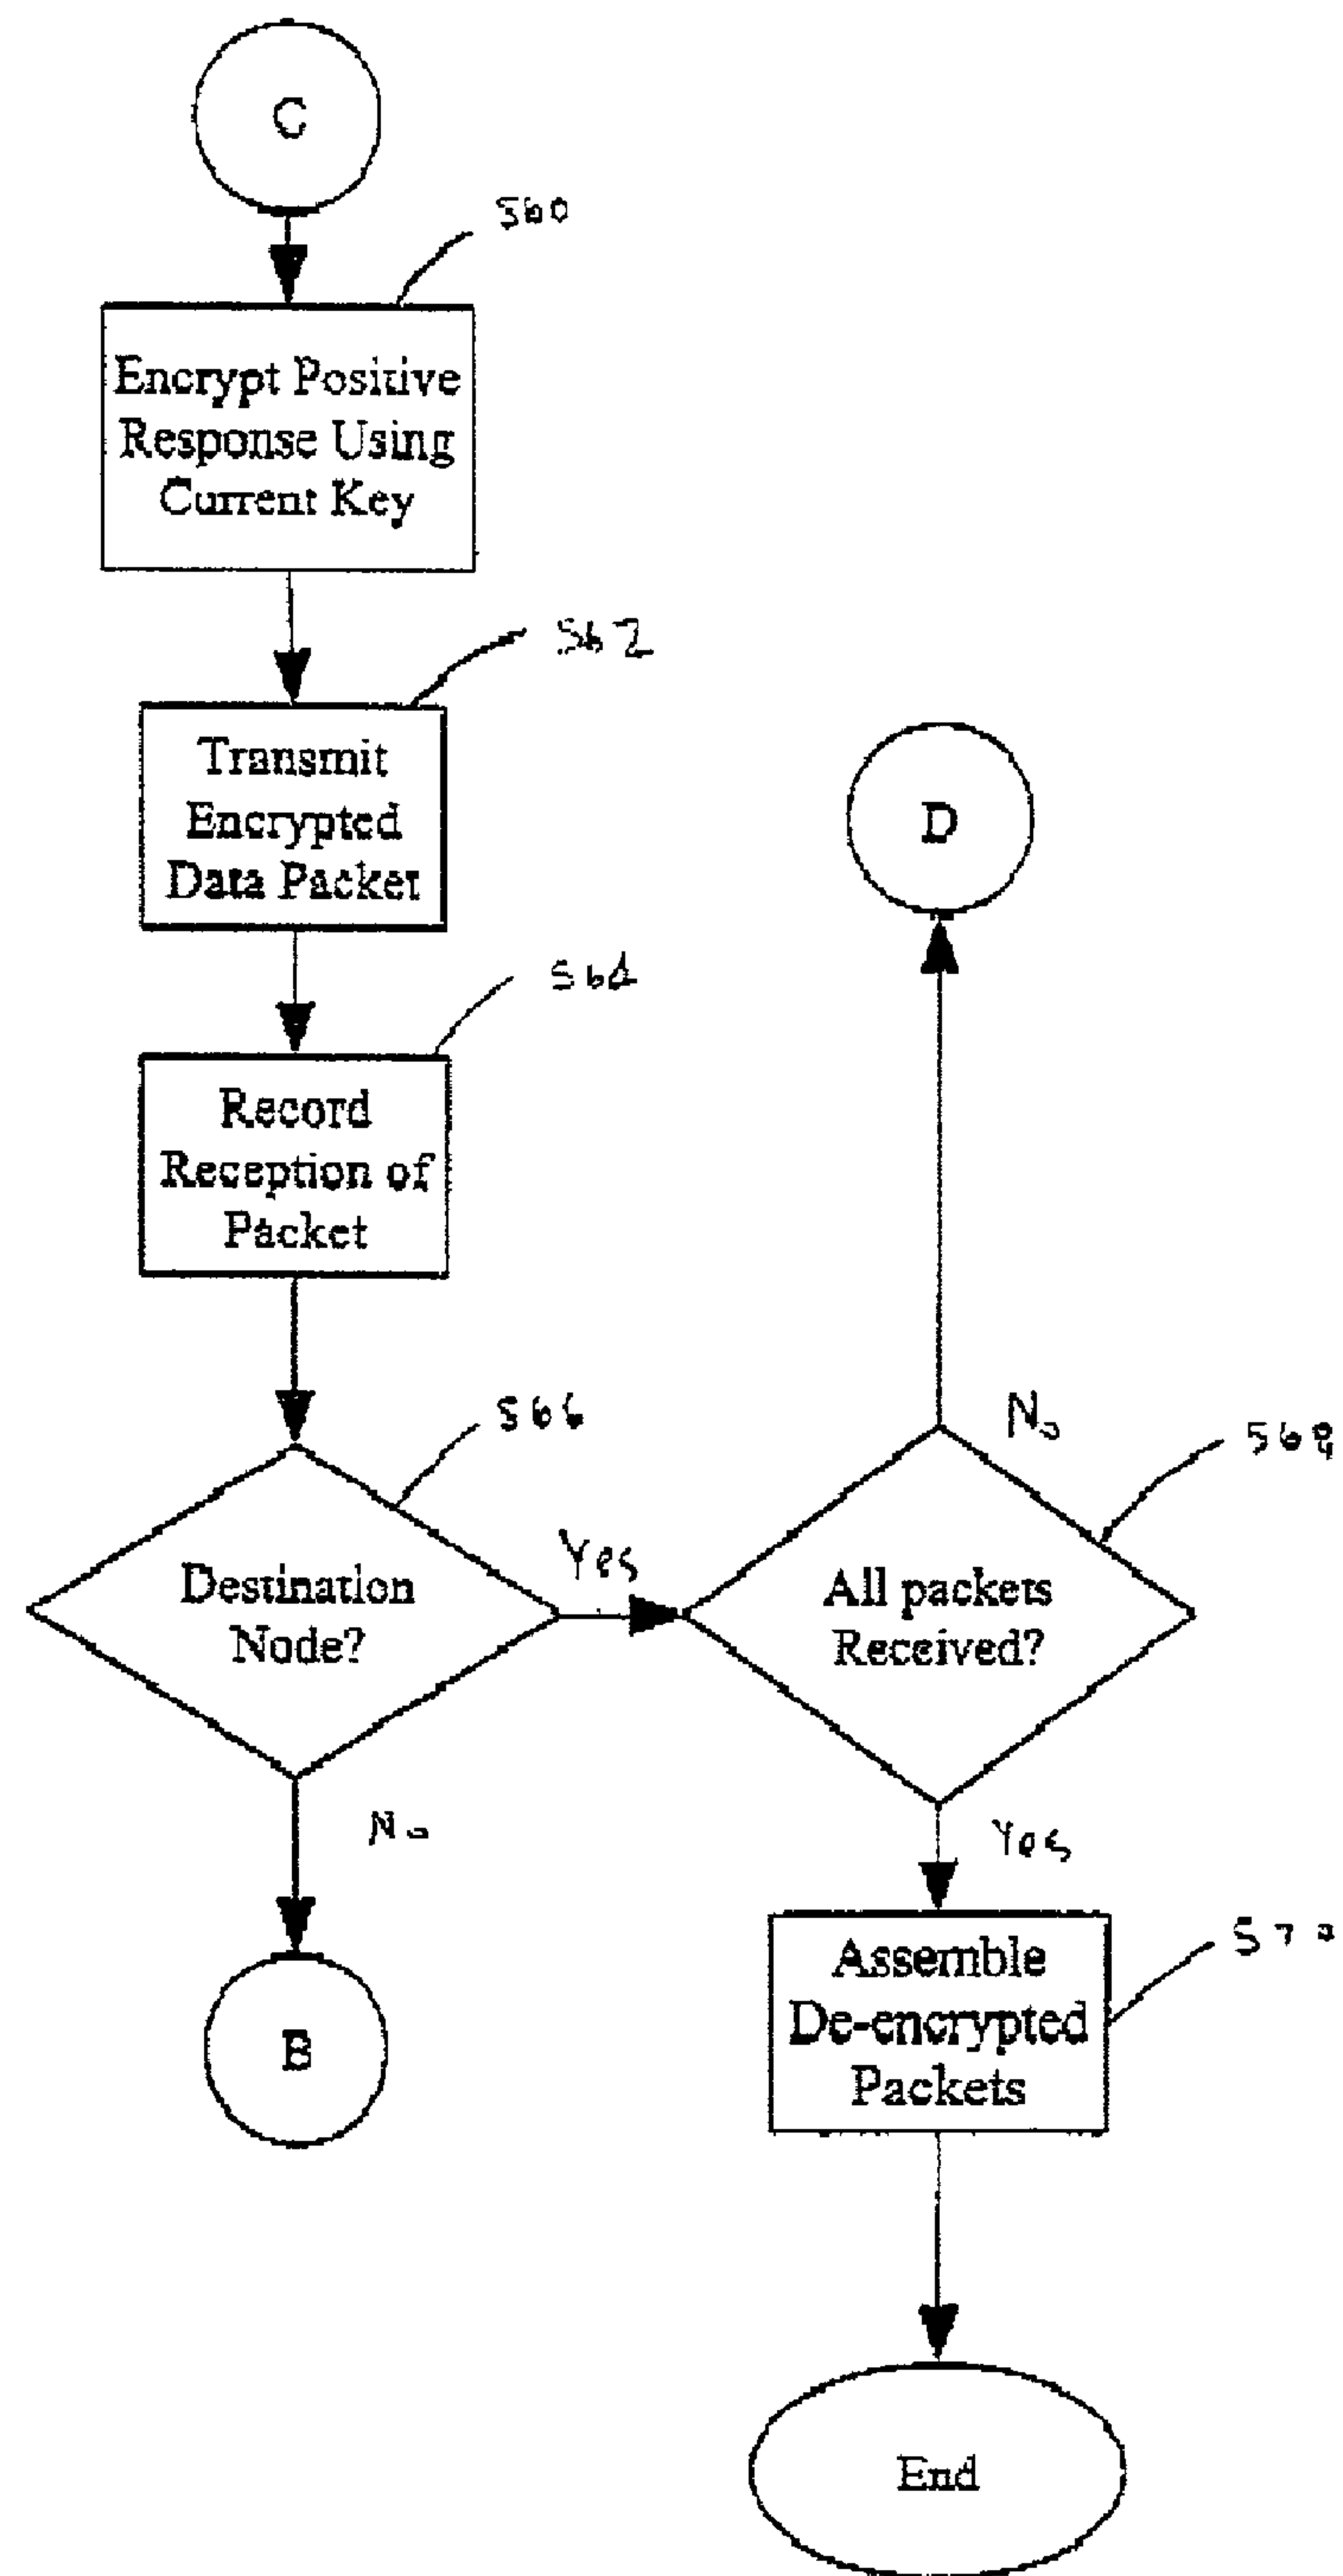 C
560
Encrypt Positive
Response Using
Current Key
562
Transmit
Encrypted
Data Packet
D
564
Record
Reception of
Packet
566
Destination
Node?
Yes
No
568
All packets
Received?
No
Yes
B
570
Assemble
De-encrypted
Packets
End